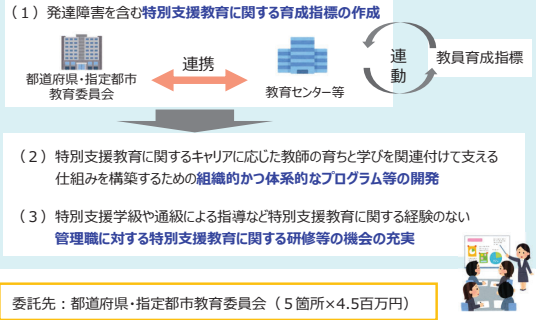 （1）発達障害を含む特別支援教育に関する育成指標の作成
都道府県・指定都市
教育委員会
連携
教育センター等
連動
教員育成指標
（2）特別支援教育に関するキャリアに応じた教師の育ちと学びを関連付けて支える
仕組みを構築するための組織的かつ体系的なプログラム等の開発
（3）特別支援学級や通級による指導など特別支援教育に関する経験のない
管理職に対する特別支援教育に関する研修等の機会の充実
委託先：都道府県・指定都市教育委員会（５箇所×4.5百万円）